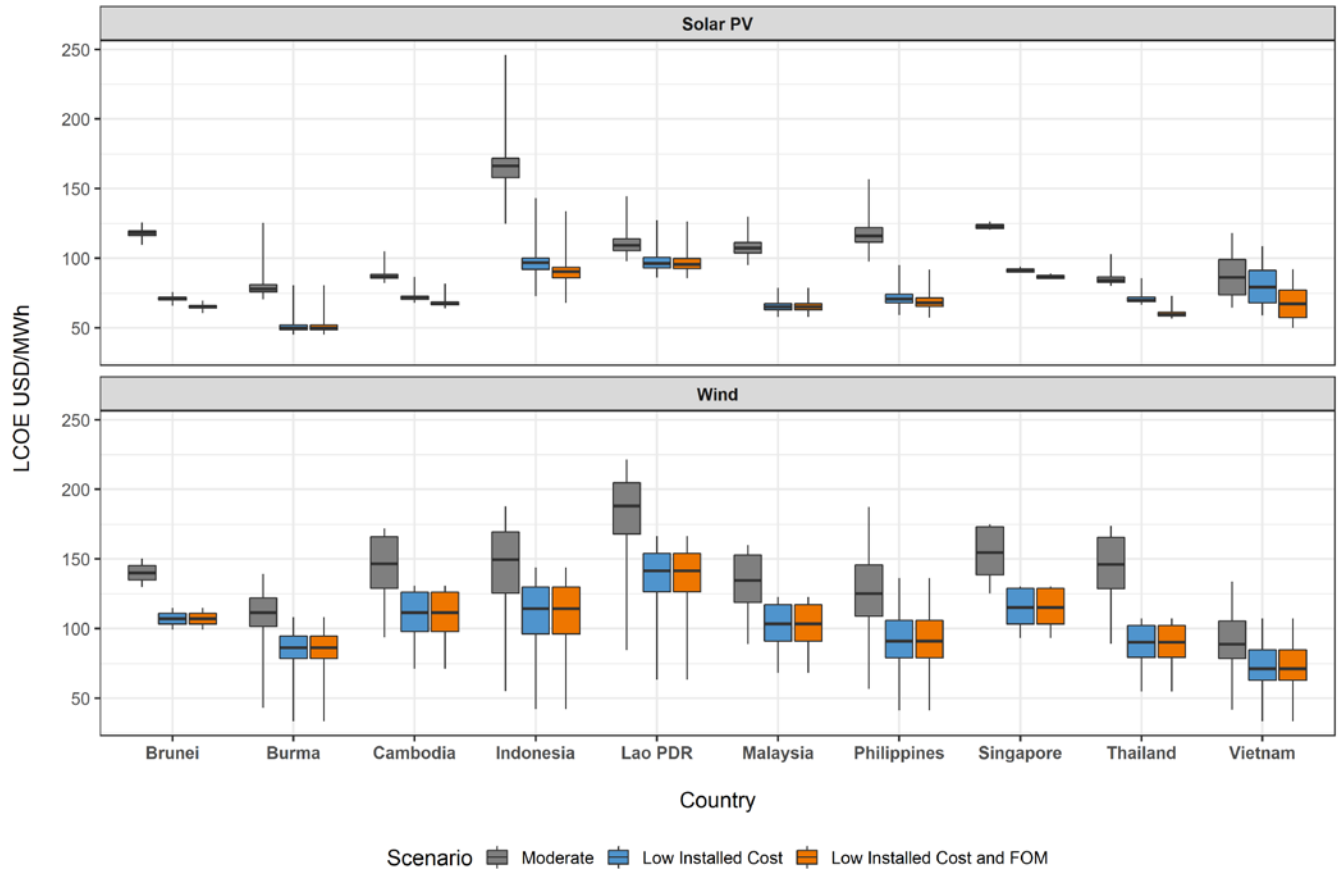 Solar PV
250
200
150
100
50
Wind
250
200
150
100
50
LCOE USD/MWh
Brunei Burma Cambodia Indonesia Lao PDR Malaysia Philippines Singapore Thailand Vietnam
Country
Scenario Moderate Low Installed Cost Low Installed Cost and FOM